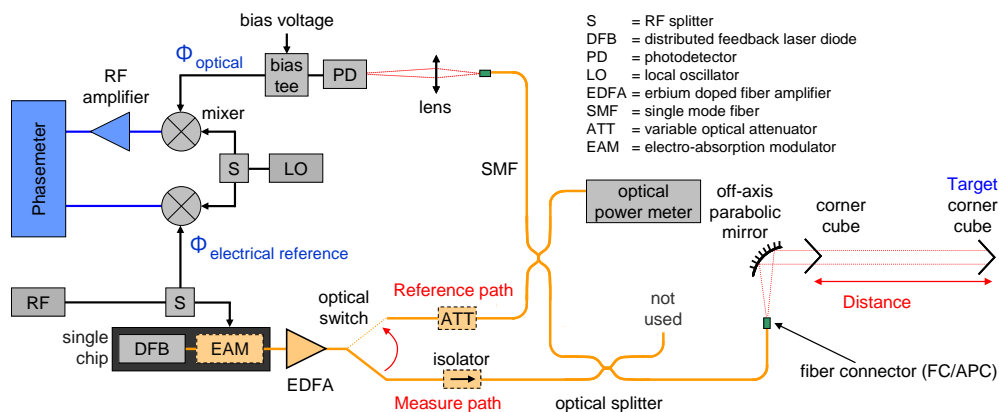 bias voltage
Φoptical
bias
tee
PD
lens
RF
amplifier
mixer
Phasemeter
S
LO
SMF
Φelectrical reference
RF
S
single
chip
DFB
EAM
EDFA
optical
switch
Reference path
ATT
isolator
Measure path
optical splitter
not
used
optical
power meter
off-axis
parabolic
mirror
corner
cube
Target
corner
cube
Distance
fiber connector (FC/APC)
S = RF splitter
DFB = distributed feedback laser diode
PD = photodetector
LO = local oscillator
EDFA = erbium doped fiber amplifier
SMF = single mode fiber
ATT = variable optical attenuator
EAM = electro-absorption modulator